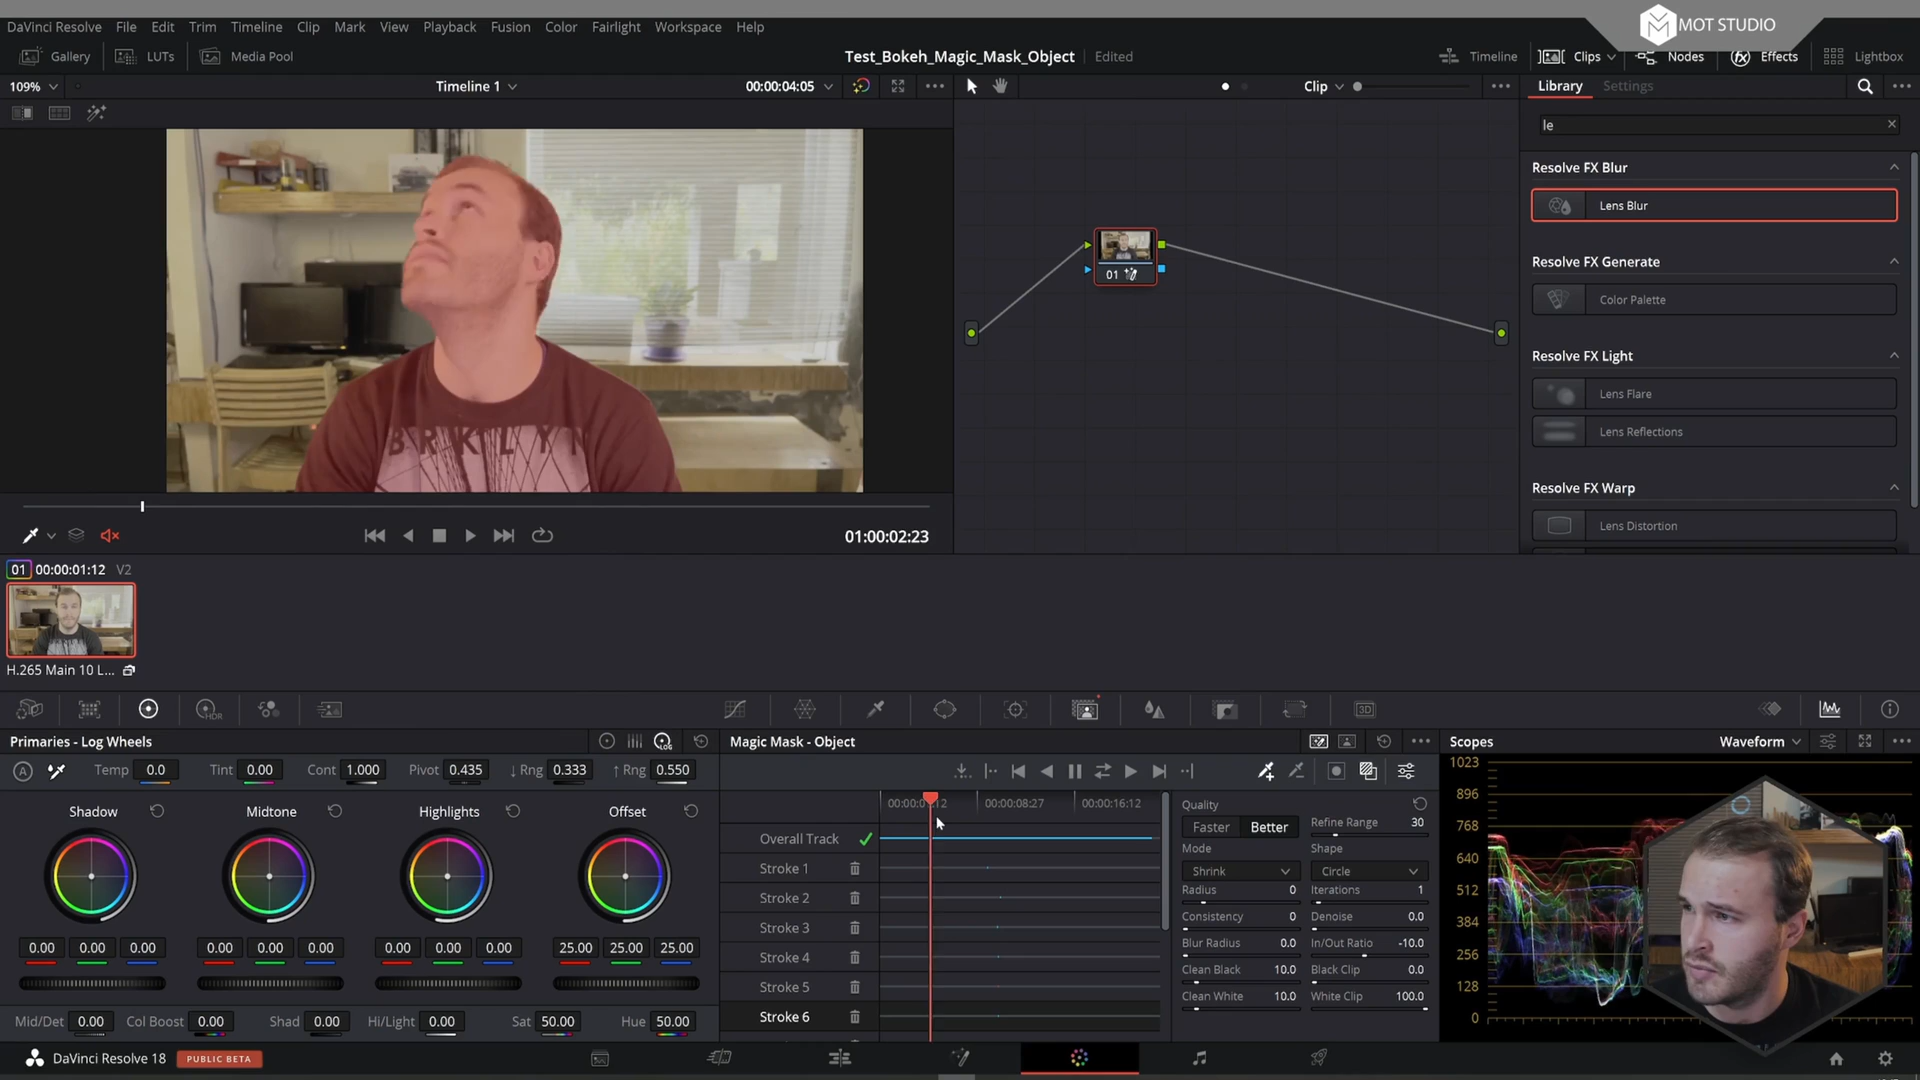 MOT STUDIO
DaVinci Resolve File Edit Trim Timeline Clip Mark View Playback Fusion Color Fairlight Workspace Help
Gallery LUTs Media Pool Test_Bokeh_Magic_Mask_Object Edited Timeline Clips Nodes fx Effects Lightbox
109% Timeline 1 00:00:04:05 Clip Library Settings
le
Resolve FX Blur
Lens Blur
Resolve FX Generate
Color Palette
Resolve FX Light
Lens Flare
Lens Reflections
Resolve FX Warp
Lens Distortion
BRKLYN
01
01:00:02:23
01 00:00:01:12 V2
H.265 Main 10 L...
HDR
3D
Primaries - Log Wheels LOG Magic Mask - Object Scopes Waveform
A Temp 0.0 Tint 0.00 Cont 1.000 Pivot 0.435 ↓ Rng 0.333 ↑ Rng 0.550
Shadow Midtone Highlights Offset
0.00 0.00 0.00 0.00 0.00 0.00 0.00 0.00 0.00 25.00 25.00 25.00
Mid/Det 0.00 Col Boost 0.00 Shad 0.00 Hi/Light 0.00 Sat 50.00 Hue 50.00
00:00:08:27 00:00:16:12
Overall Track
Stroke 1
Stroke 2
Stroke 3
Stroke 4
Stroke 5
Stroke 6
Quality
Faster Better Refine Range 30
Mode Shape
Shrink Circle
Radius 0 Iterations 1
Consistency 0 Denoise 0.0
Blur Radius 0.0 In/Out Ratio -10.0
Clean Black 10.0 Black Clip 0.0
Clean White 10.0 White Clip 100.0
1023
896
768
640
512
384
256
128
0
DaVinci Resolve 18 PUBLIC BETA